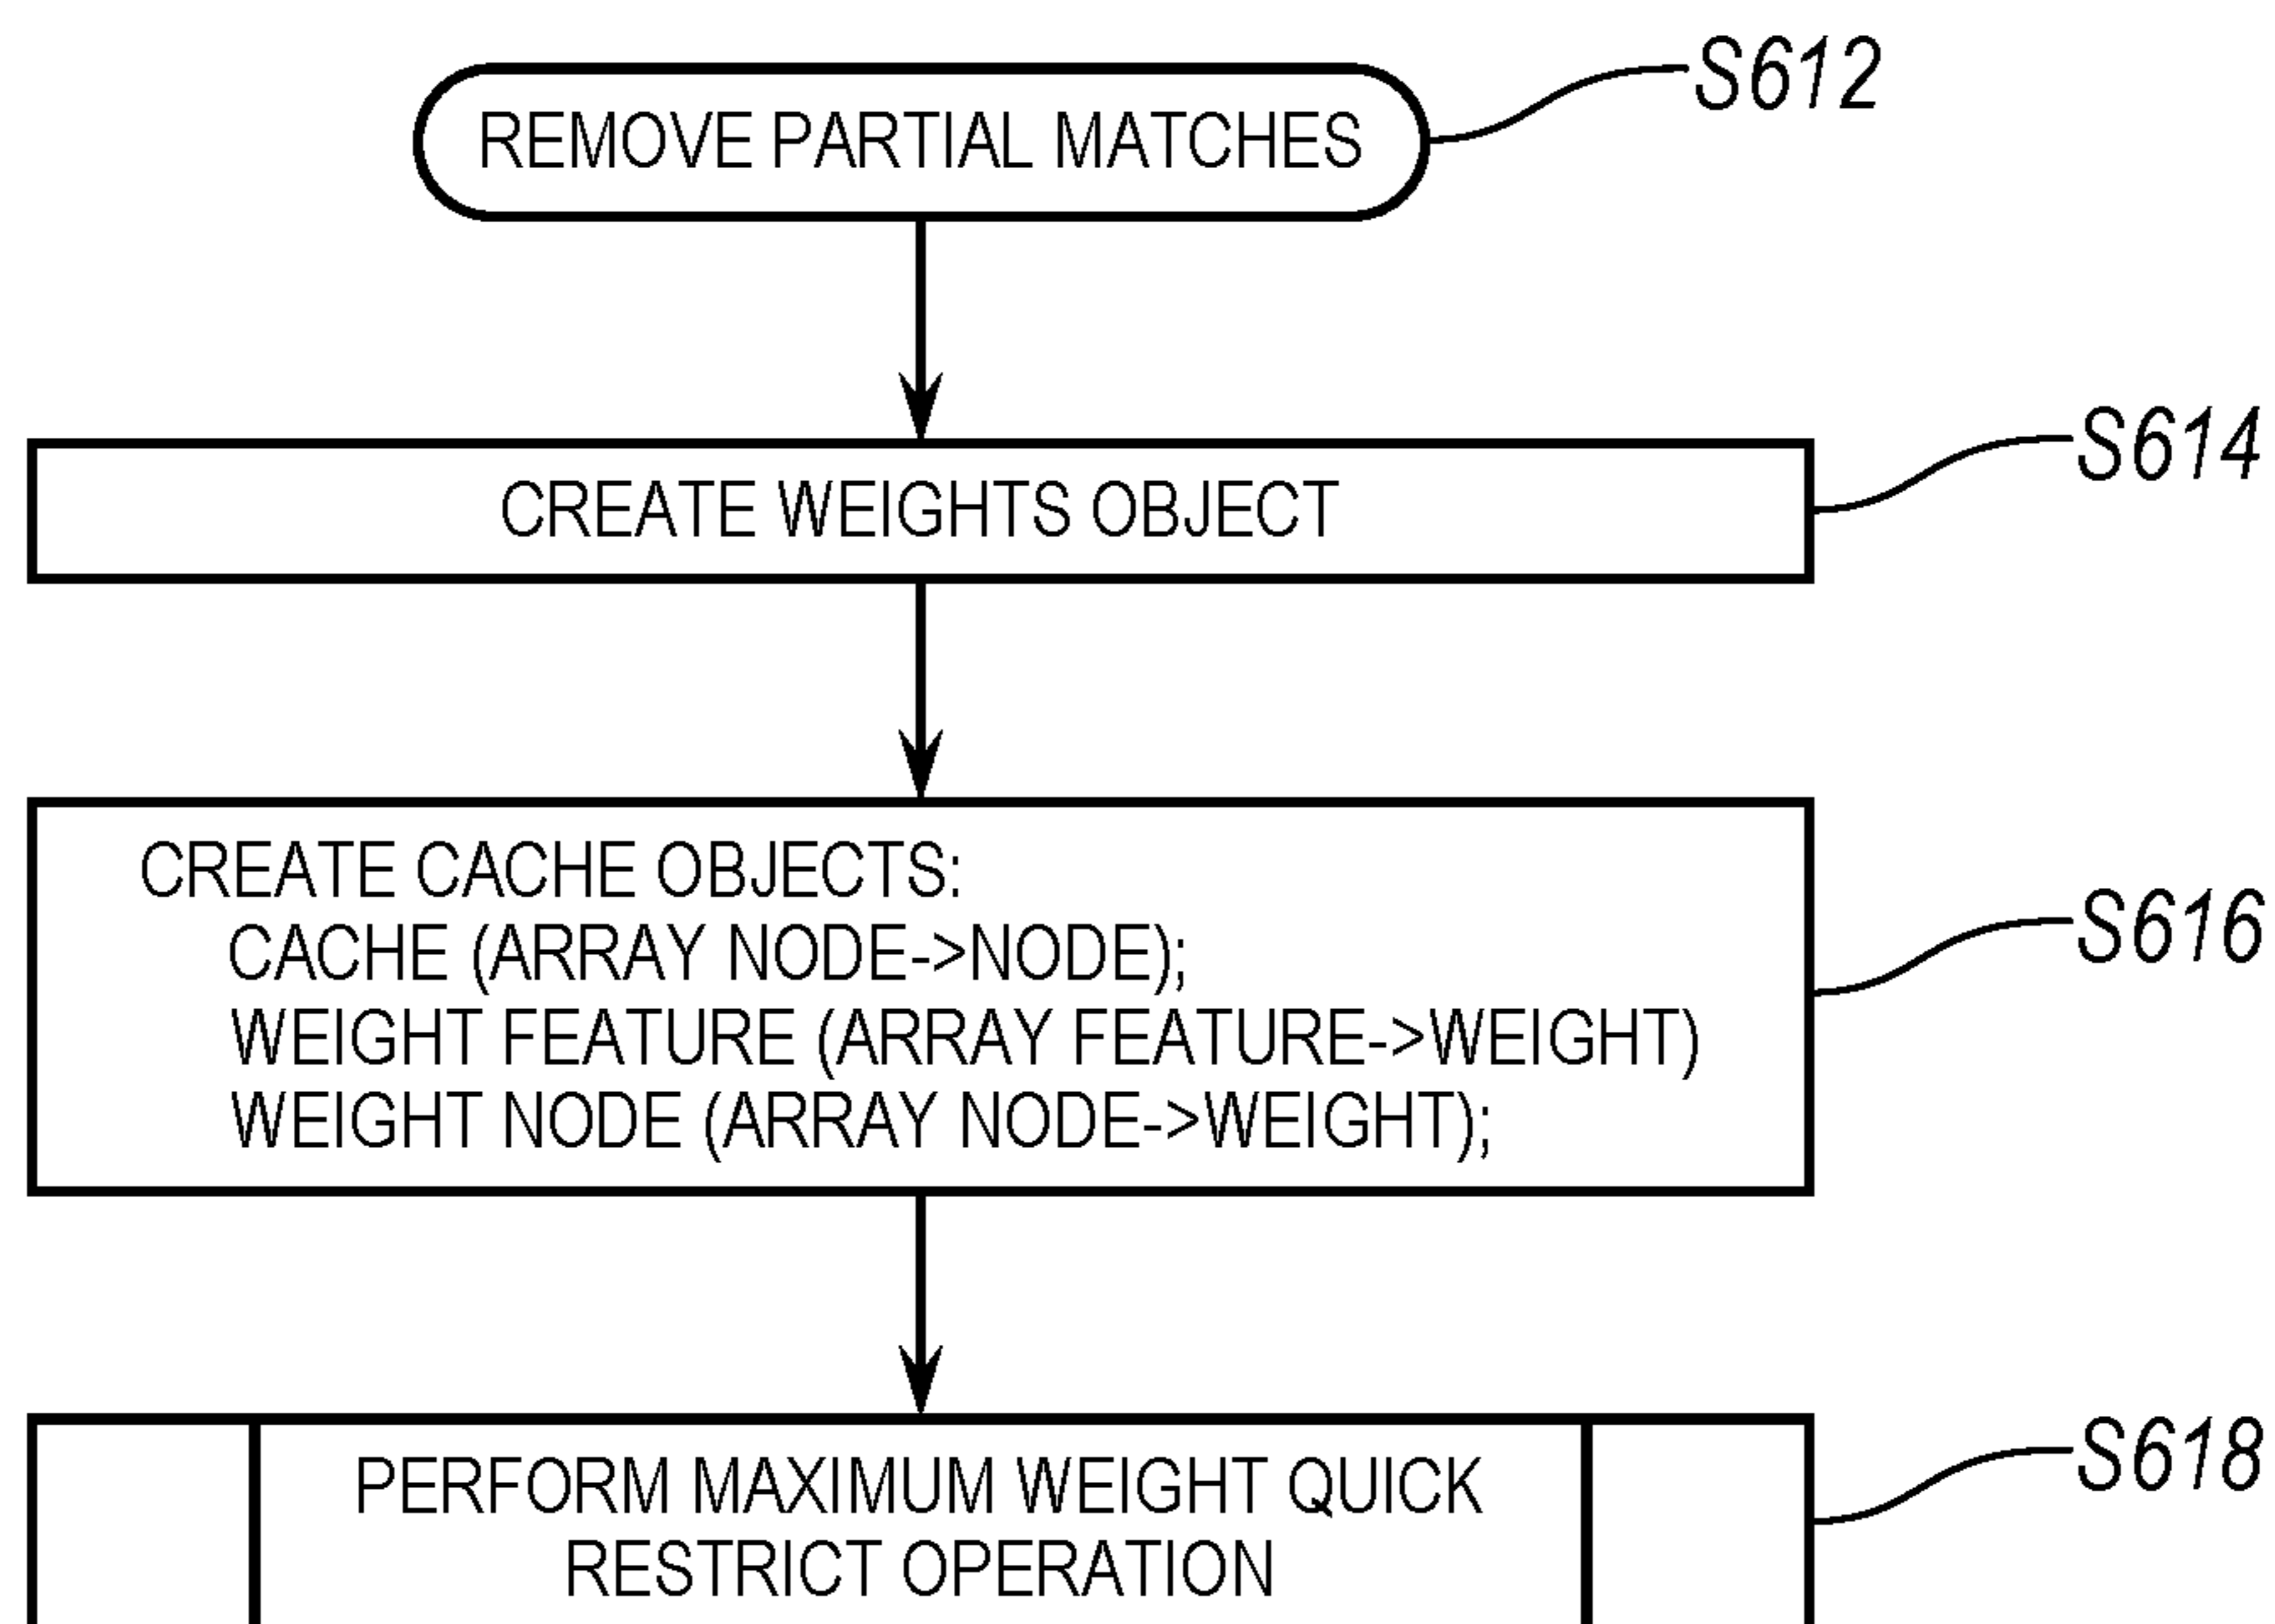 REMOVE PARTIAL MATCHES
S612
CREATE WEIGHTS OBJECT
S614
CREATE CACHE OBJECTS:
CACHE (ARRAY NODE->NODE);
WEIGHT FEATURE (ARRAY FEATURE->WEIGHT)
WEIGHT NODE (ARRAY NODE->WEIGHT);
S616
PERFORM MAXIMUM WEIGHT QUICK
RESTRICT OPERATION
S618